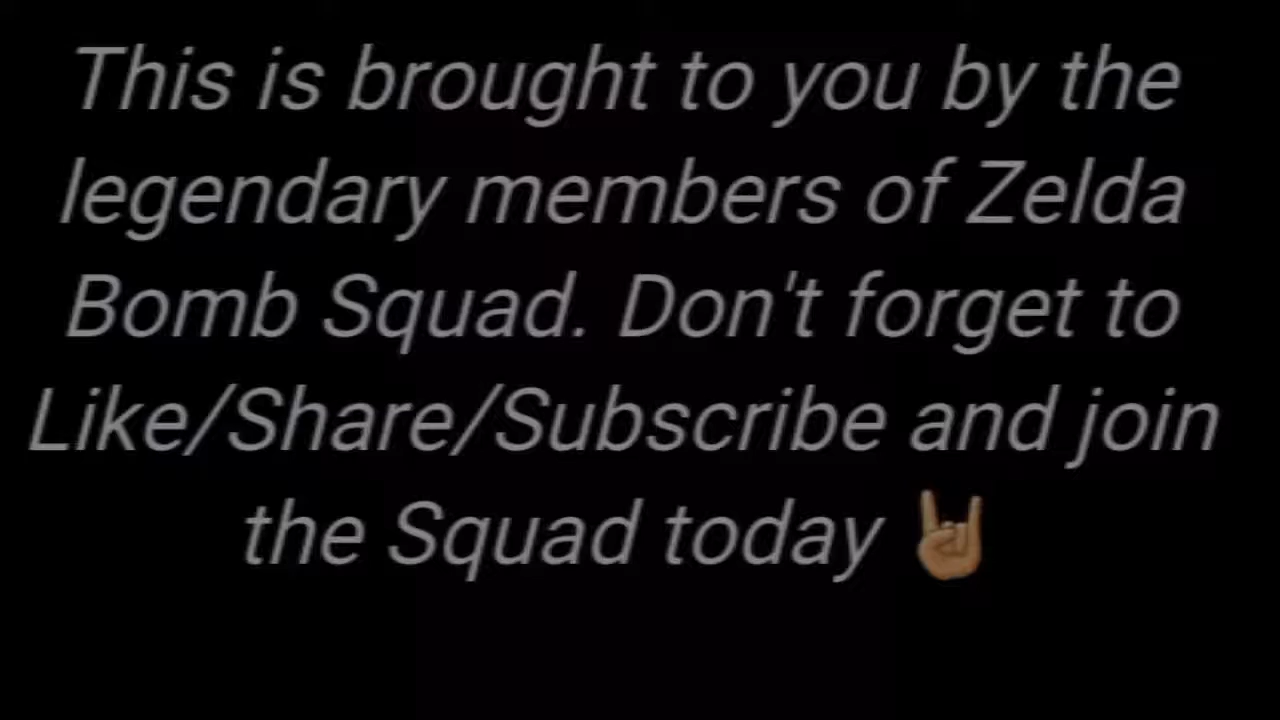 This is brought to you by the
legendary members of Zelda
Bomb Squad. Don't forget to
Like/Share/Subscribe and join
the Squad today 🤘🏽